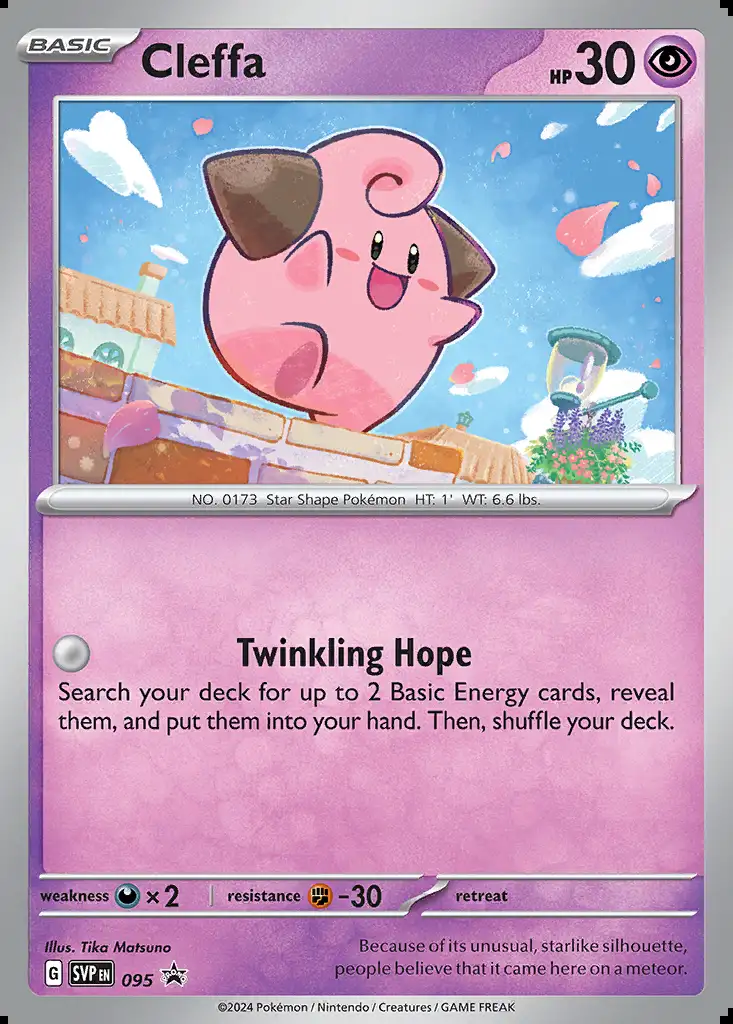 BASIC
Cleffa
HP 30
NO. 0173 Star Shape Pokémon HT: 1' WT: 6.6 lbs.
Twinkling Hope
Search your deck for up to 2 Basic Energy cards, reveal
them, and put them into your hand. Then, shuffle your deck.
weakness ×2 resistance −30 retreat
Illus. Tika Matsuno
G SVP EN 095
Because of its unusual, starlike silhouette,
people believe that it came here on a meteor.
©2024 Pokémon / Nintendo / Creatures / GAME FREAK